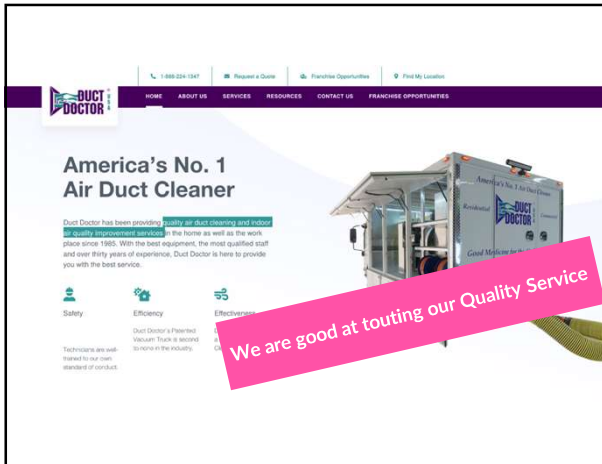 1-888-224-1347 Request a Quote Franchise Opportunities Find My Location
DUCT DOCTOR USA
HOME ABOUT US SERVICES RESOURCES CONTACT US FRANCHISE OPPORTUNITIES
America's No. 1
Air Duct Cleaner
Duct Doctor has been providing quality air duct cleaning and indoor
air quality improvement services in the home as well as the work
place since 1985. With the best equipment, the most qualified staff
and over thirty years of experience, Duct Doctor is here to provide
you with the best service.
America's No. 1 Air Duct Cleaner
Residential
DUCT DOCTOR
Good Medicine for the
Safety Efficiency Effectiveness
Technicians are well-
trained to our own
standard of conduct.
Duct Doctor's Patented
Vacuum Truck is second
to none in the industry.
We are good at touting our Quality Service